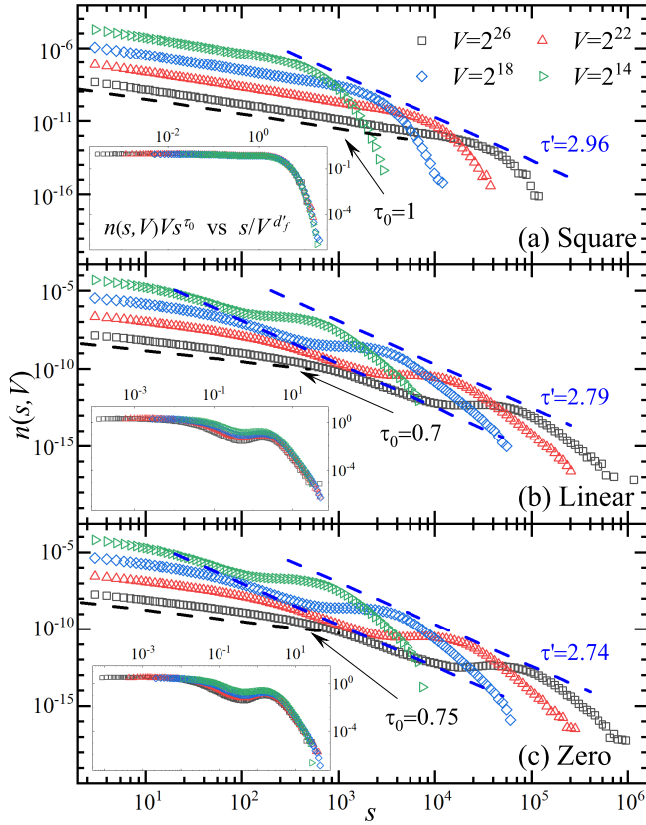 V=2^26 V=2^22
V=2^18 V=2^14
10^-6
10^-11
10^-16
10^-2 10^0
10^-1
10^-4
n(s,V)Vs^τ0 vs s/V^d'f
τ0=1
τ'=2.96
(a) Square
10^-5
10^-10
10^-15
10^-3 10^-1 10^1
10^0
10^-4
τ0=0.7
τ'=2.79
(b) Linear
n(s,V)
10^-5
10^-10
10^-15
10^-3 10^-1 10^1
10^0
10^-4
τ0=0.75
τ'=2.74
(c) Zero
10^1 10^2 10^3 10^4 10^5 10^6
s